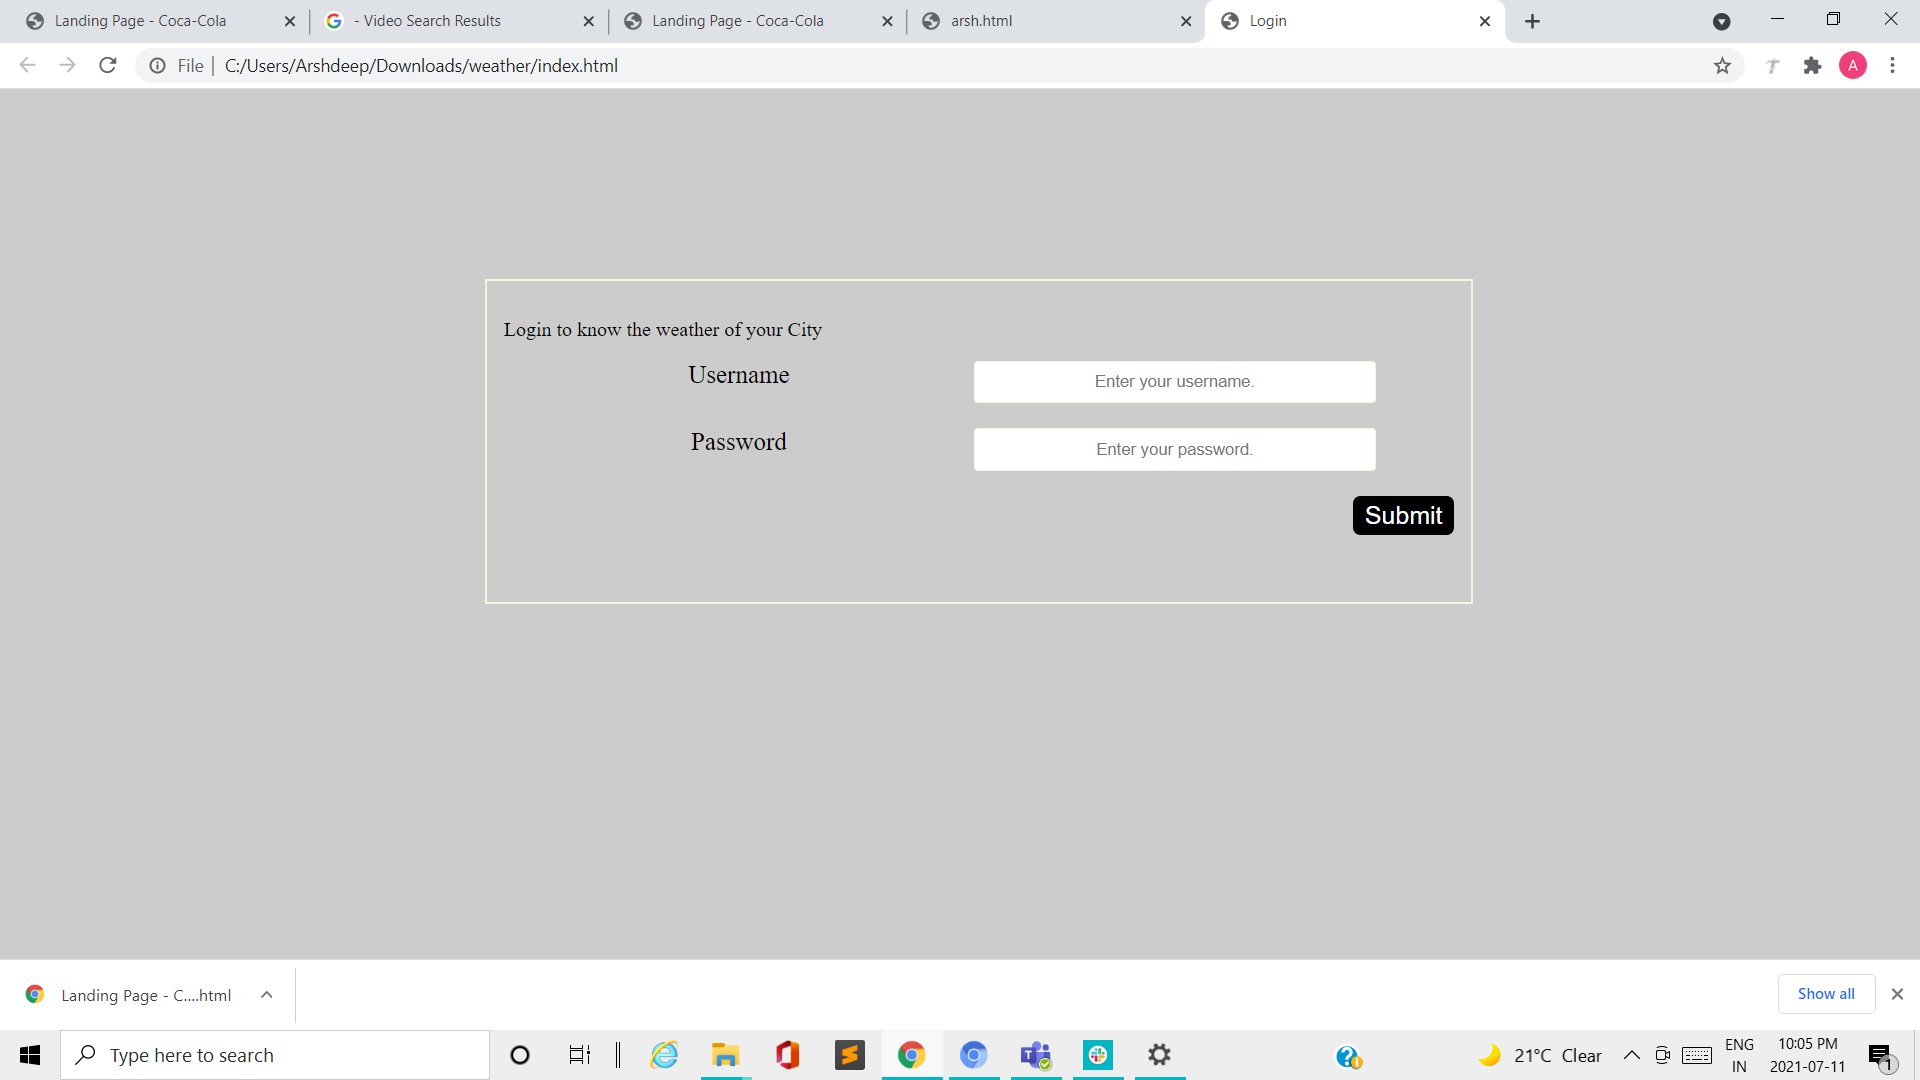 Landing Page - Coca-Cola
- Video Search Results
Landing Page - Coca-Cola
arsh.html
Login
File
C:/Users/Arshdeep/Downloads/weather/index.html
A
Login to know the weather of your City
Username
Enter your username.
Password
Enter your password.
Submit
Landing Page - C....html
Show all
Type here to search
21°C Clear
ENG
IN
10:05 PM
2021-07-11
1